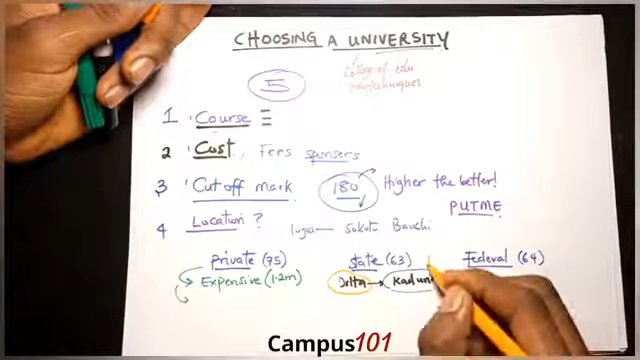 CHOOSING A UNIVERSITY
5
College of edu
1 Course
2 Cost, Fees sponsers
3 Cut off mark 180 Higher the better!
PUTME
4 Location? Sokoto Bauchi
private (75) state (63) Federal (64)
Expensive (1.2m) Delta → Kadun
Campus101